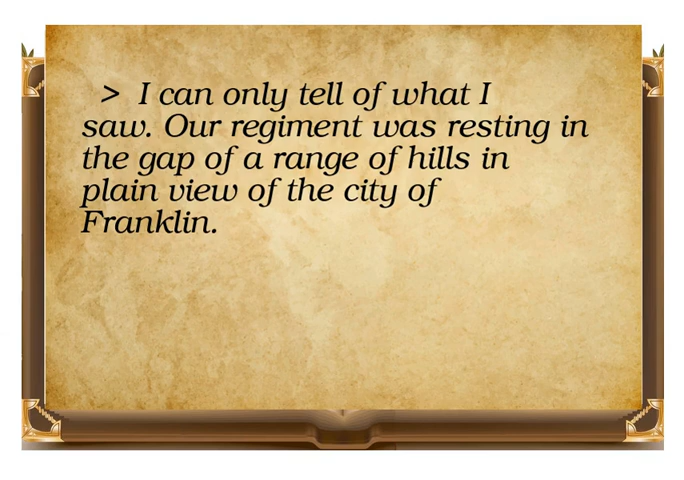 > I can only tell of what I
saw. Our regiment was resting in
the gap of a range of hills in
plain view of the city of
Franklin.